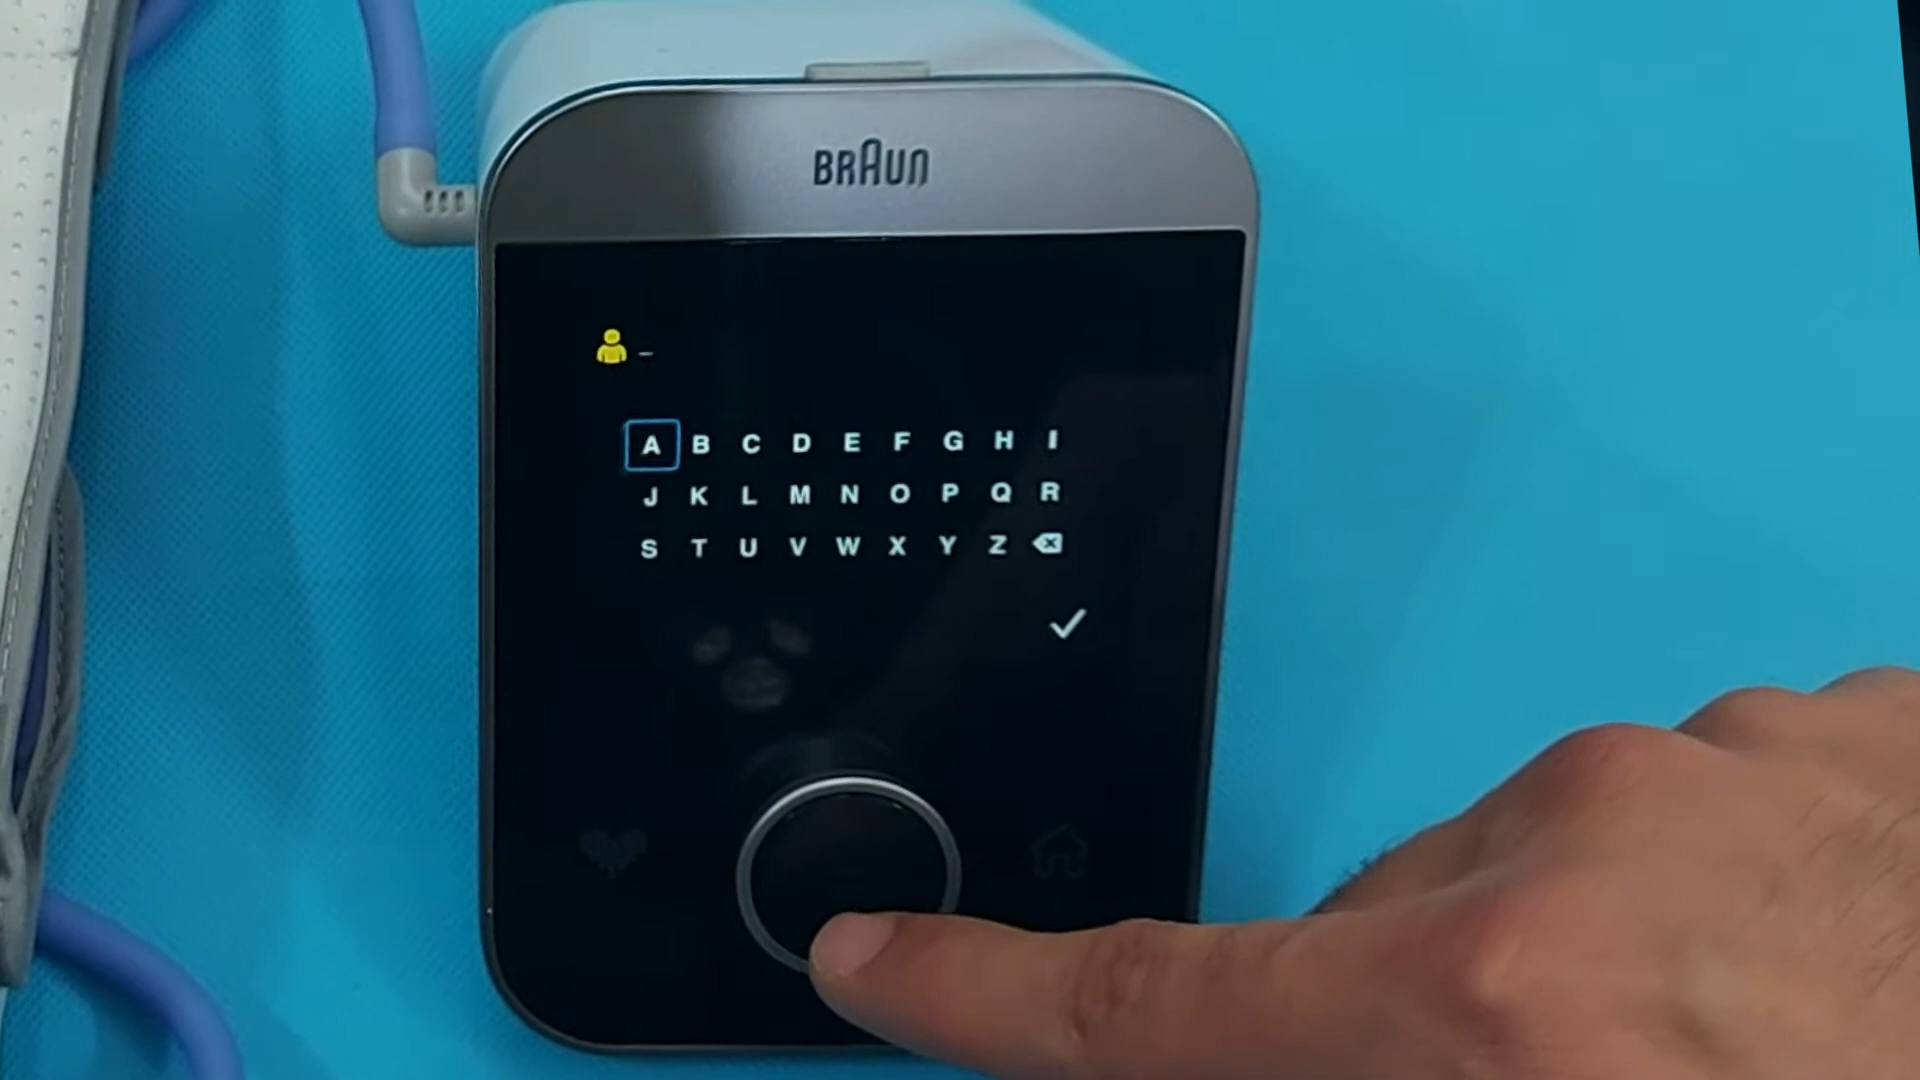 BRAUN
_
A B C D E F G H I
J K L M N O P Q R
S T U V W X Y Z